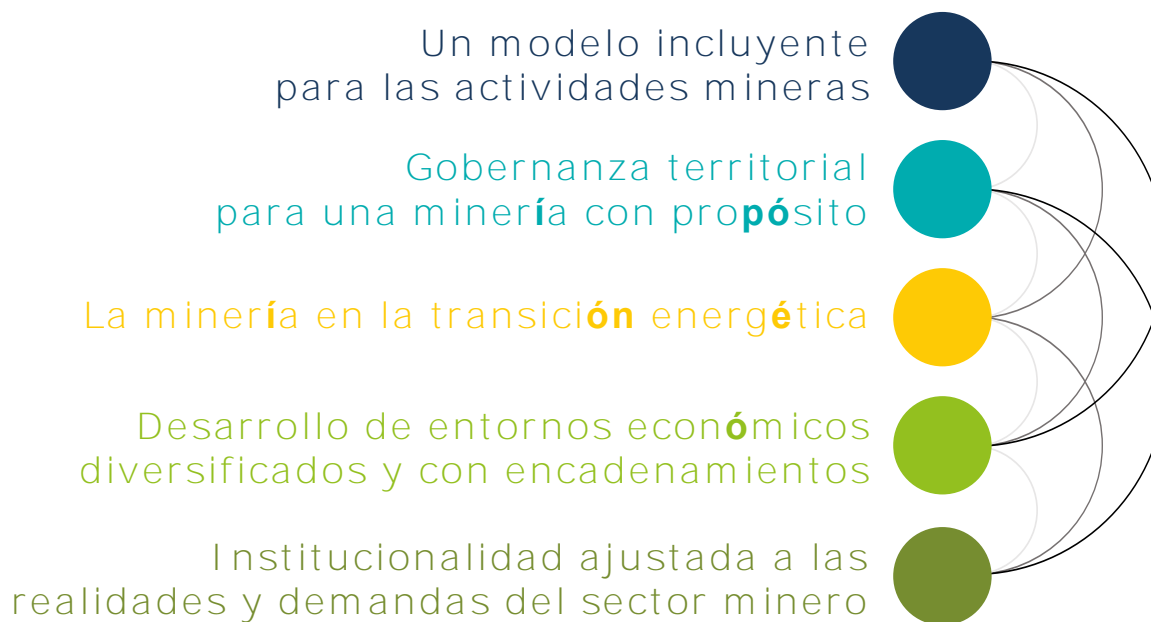 Un modelo incluyente
para las actividades mineras
Gobernanza territorial
para una minería con propósito
La minería en la transición energética
Desarrollo de entornos económicos
diversificados y con encadenamientos
Institucionalidad ajustada a las
realidades y demandas del sector minero